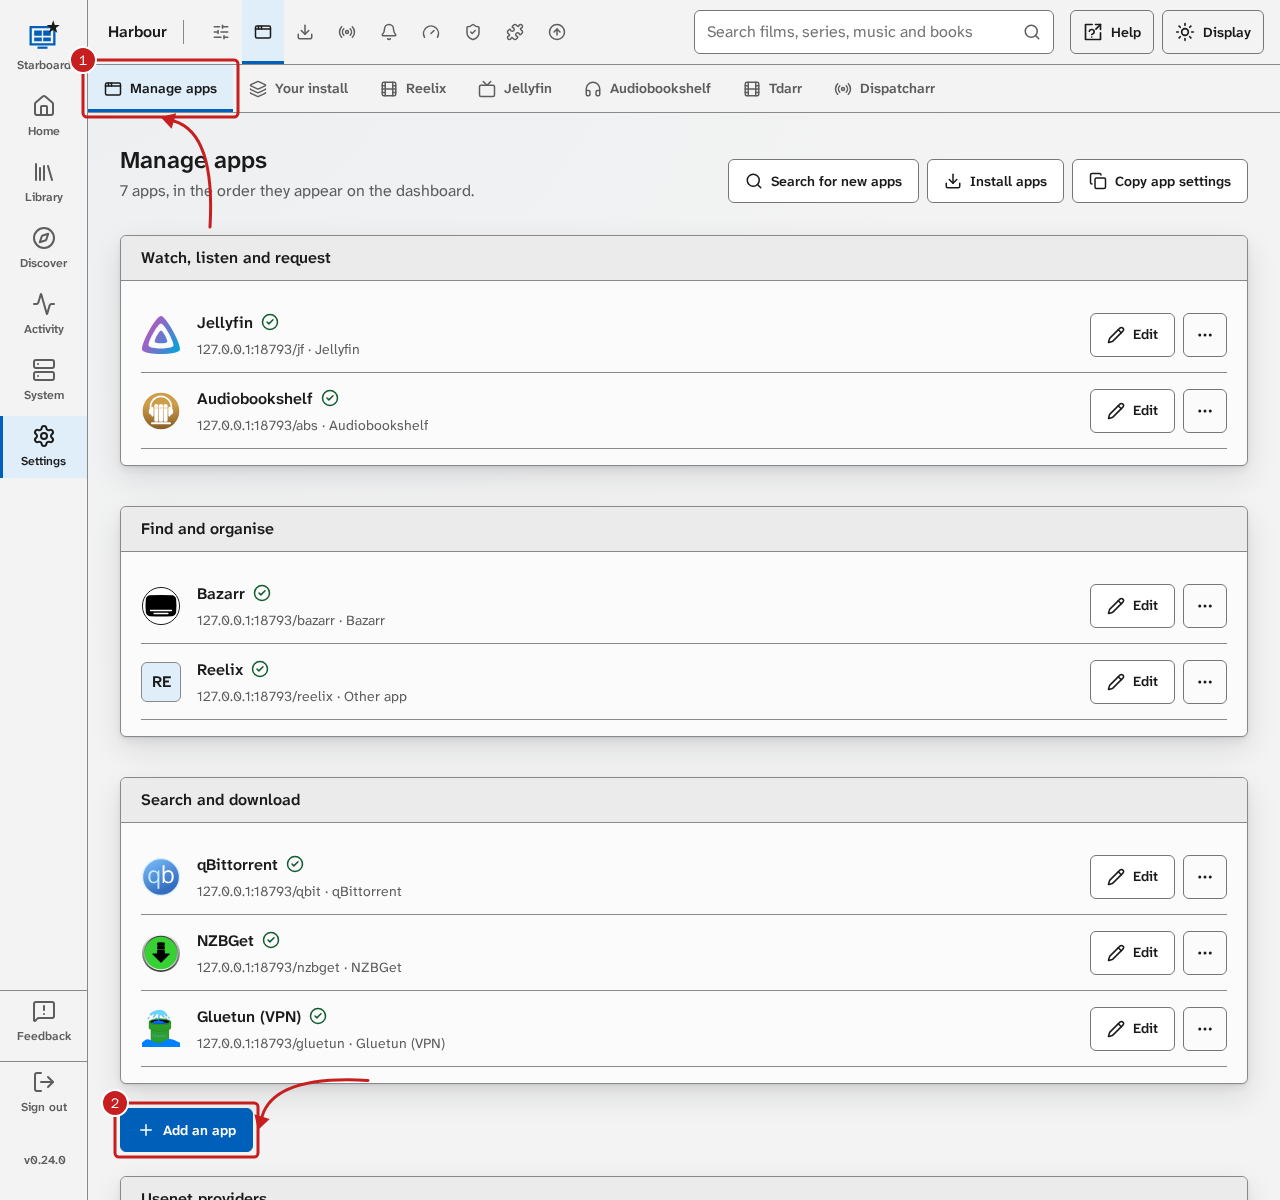 Starboard
Home
Library
Discover
Activity
System
Settings
Feedback
Sign out
v0.24.0
Harbour
Search films, series, music and books
Help
Display
1
Manage apps
Your install
Reelix
Jellyfin
Audiobookshelf
Tdarr
Dispatcharr
Manage apps
7 apps, in the order they appear on the dashboard.
Search for new apps
Install apps
Copy app settings
Watch, listen and request
Jellyfin
127.0.0.1:18793/jf · Jellyfin
Edit
Audiobookshelf
127.0.0.1:18793/abs · Audiobookshelf
Edit
Find and organise
Bazarr
127.0.0.1:18793/bazarr · Bazarr
Edit
RE
Reelix
127.0.0.1:18793/reelix · Other app
Edit
Search and download
qb
qBittorrent
127.0.0.1:18793/qbit · qBittorrent
Edit
NZBGet
127.0.0.1:18793/nzbget · NZBGet
Edit
Gluetun (VPN)
127.0.0.1:18793/gluetun · Gluetun (VPN)
Edit
2
Add an app
Usenet providers